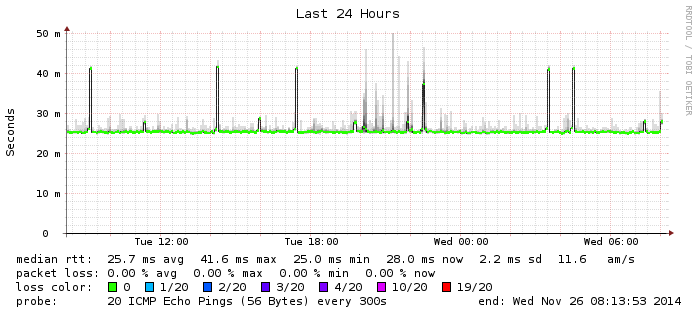 Last 24 Hours
RRDTOOL / TOBI OETIKER
Seconds
50 m
40 m
30 m
20 m
10 m
0
Tue 12:00 Tue 18:00 Wed 00:00 Wed 06:00
median rtt: 25.7 ms avg 41.6 ms max 25.0 ms min 28.0 ms now 2.2 ms sd 11.6 am/s
packet loss: 0.00 % avg 0.00 % max 0.00 % min 0.00 % now
loss color: 0 1/20 2/20 3/20 4/20 10/20 19/20
probe: 20 ICMP Echo Pings (56 Bytes) every 300s end: Wed Nov 26 08:13:53 2014